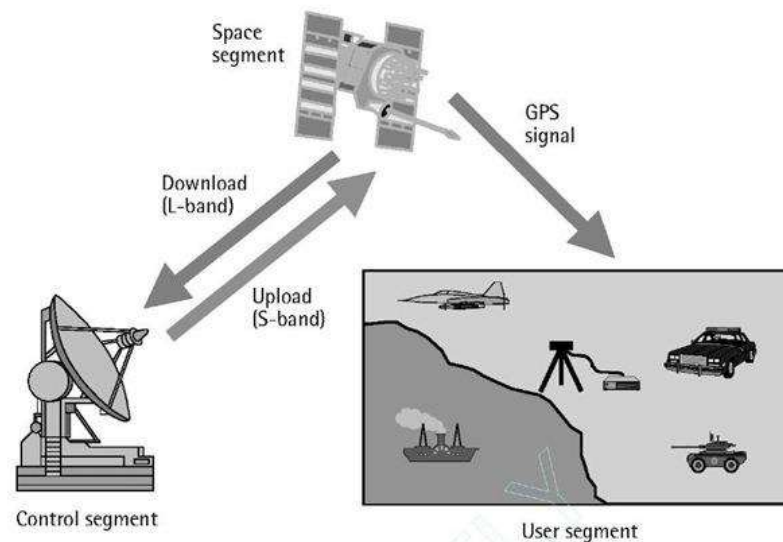 Space
segment
GPS
signal
Download
(L-band)
Upload
(S-band)
Control segment
User segment